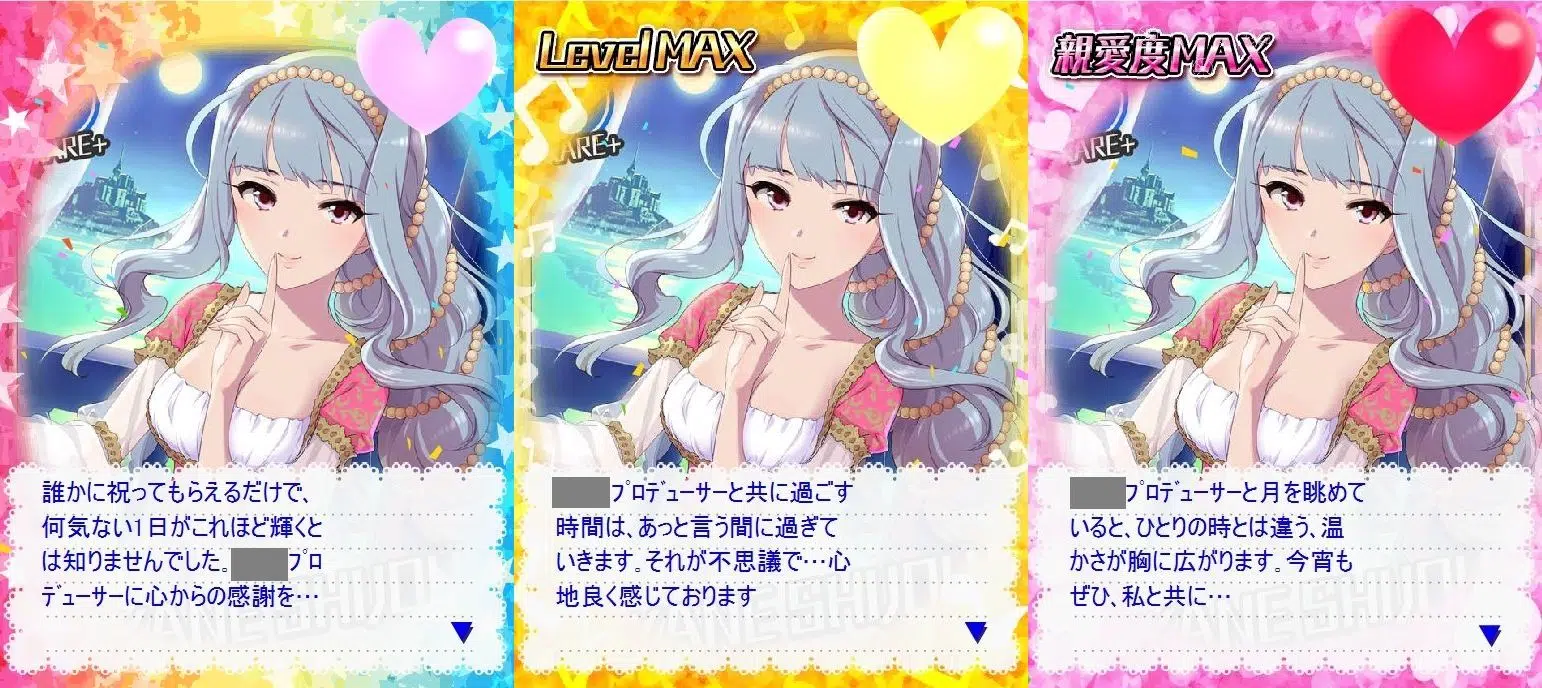 ARE+
誰かに祝ってもらえるだけで、
何気ない1日がこれほど輝くと
は知りませんでした。プロ
デューサーに心からの感謝を…
Level MAX
ARE+
プロデューサーと共に過ごす
時間は、あっと言う間に過ぎて
いきます。それが不思議で…心
地良く感じております
親愛度MAX
ARE+
プロデューサーと月を眺めて
いると、ひとりの時とは違う、温
かさが胸に広がります。今宵も
ぜひ、私と共に…